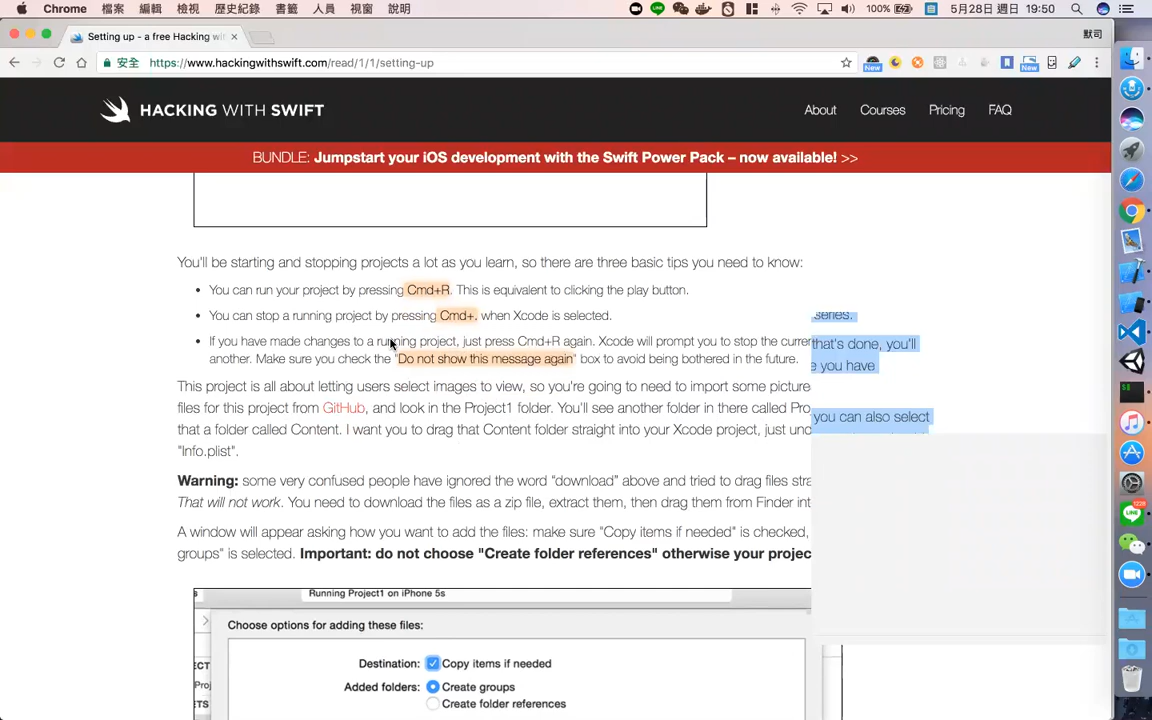 Chrome 檔案 編輯 檢視 歷史紀錄 書籤 人員 視窗 說明 100% 5月28日 週日 19:50
Setting up - a free Hacking wit × 默司
安全 https://www.hackingwithswift.com/read/1/1/setting-up New New
HACKING WITH SWIFT About Courses Pricing FAQ
BUNDLE: Jumpstart your iOS development with the Swift Power Pack – now available! >>
You'll be starting and stopping projects a lot as you learn, so there are three basic tips you need to know:
• You can run your project by pressing Cmd+R. This is equivalent to clicking the play button.
• You can stop a running project by pressing Cmd+. when Xcode is selected.
series.
• If you have made changes to a running project, just press Cmd+R again. Xcode will prompt you to stop the curren
that's done, you'll
another. Make sure you check the "Do not show this message again" box to avoid being bothered in the future.
e you have
This project is all about letting users select images to view, so you're going to need to import some picture
files for this project from GitHub, and look in the Project1 folder. You'll see another folder in there called Pro
you can also select
that a folder called Content. I want you to drag that Content folder straight into your Xcode project, just und
"Info.plist".
Warning: some very confused people have ignored the word "download" above and tried to drag files stra
That will not work. You need to download the files as a zip file, extract them, then drag them from Finder int
A window will appear asking how you want to add the files: make sure "Copy items if needed" is checked,
groups" is selected. Important: do not choose "Create folder references" otherwise your projec
Running Project1 on iPhone 5s
Choose options for adding these files:
Destination: Copy items if needed
Added folders: Create groups
Create folder references